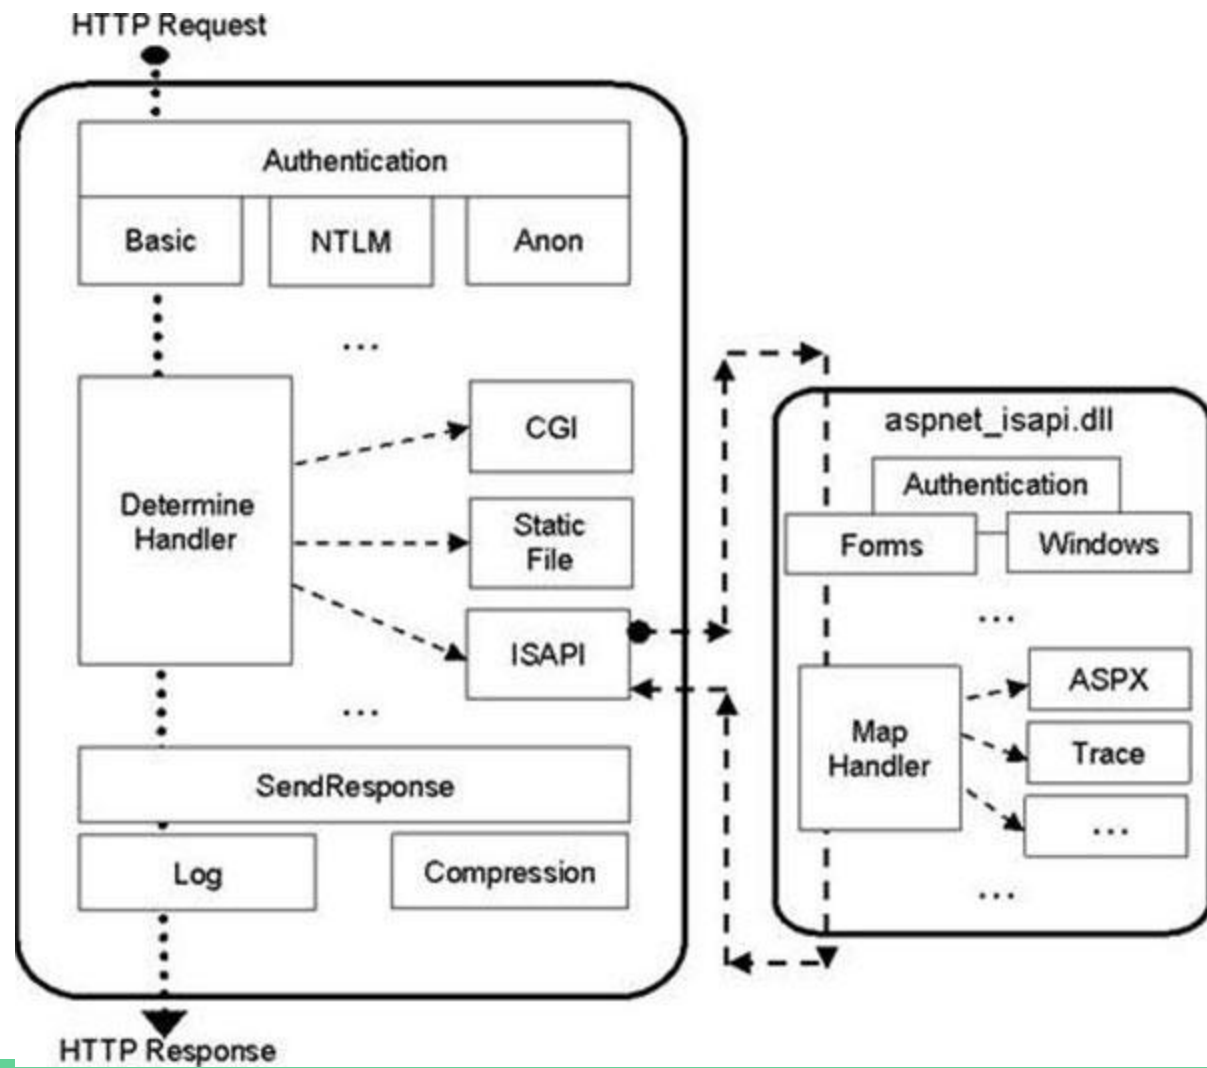 HTTP Request
Authentication
Basic
NTLM
Anon
...
Determine
Handler
CGI
Static
File
ISAPI
...
SendResponse
Log
Compression
HTTP Response
aspnet_isapi.dll
Authentication
Forms
Windows
...
Map
Handler
ASPX
Trace
...
...